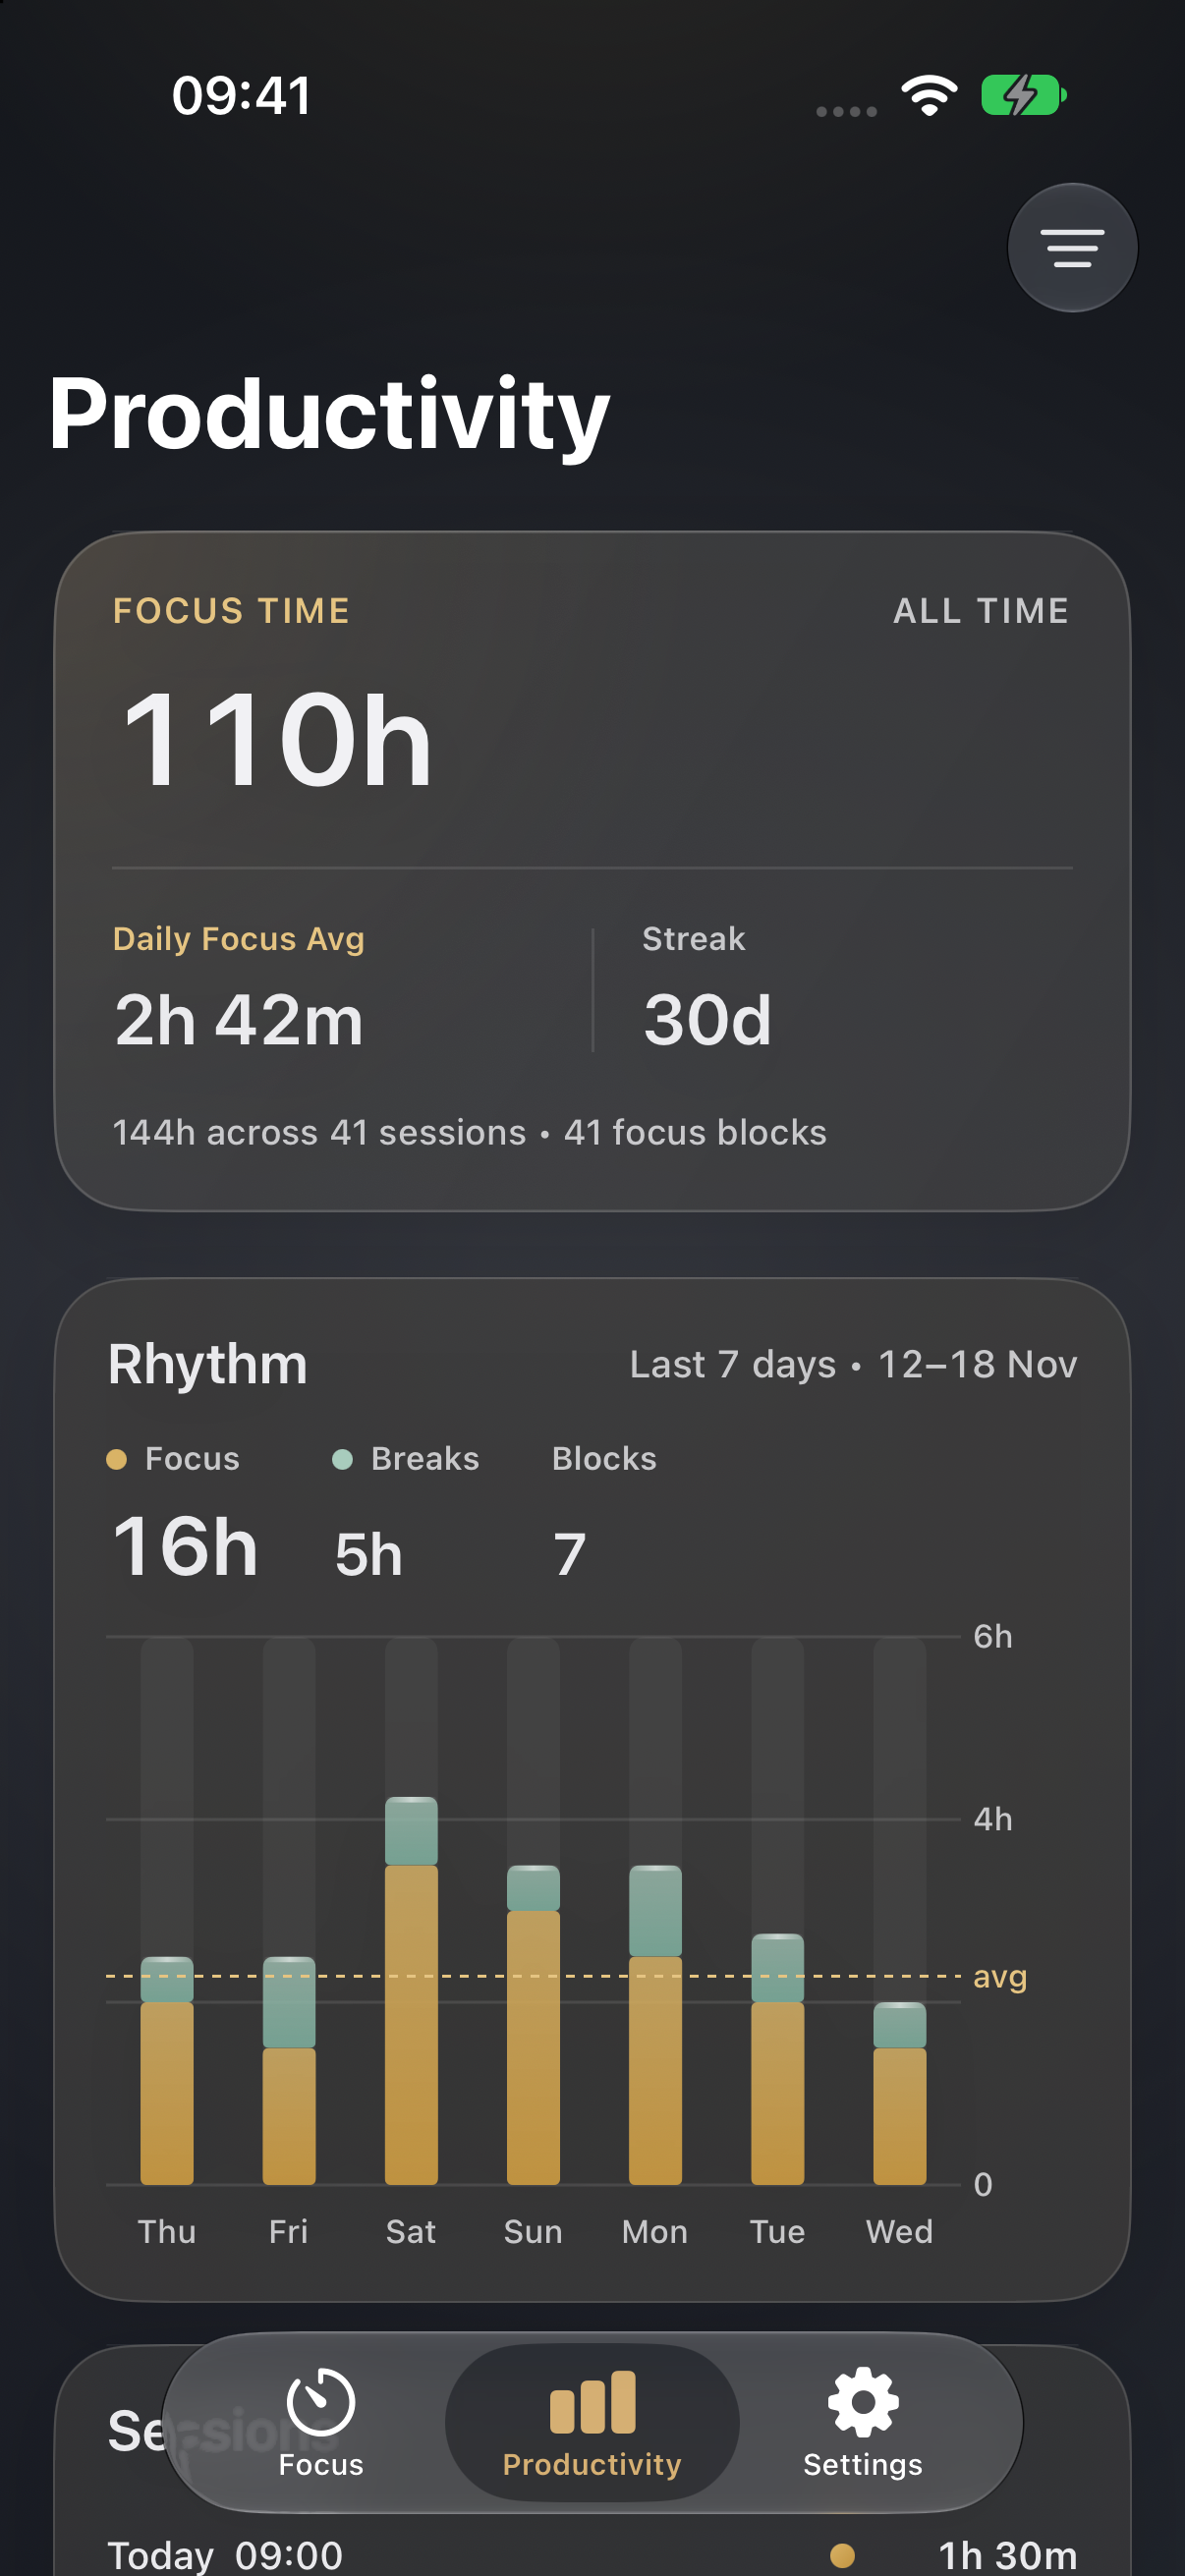 09:41
Productivity
FOCUS TIME ALL TIME
110h
Daily Focus Avg Streak
2h 42m 30d
144h across 41 sessions • 41 focus blocks
Rhythm Last 7 days • 12–18 Nov
Focus Breaks Blocks
16h 5h 7
6h
4h
avg
0
Thu Fri Sat Sun Mon Tue Wed
Sessions
Focus Productivity Settings
Today 09:00 1h 30m